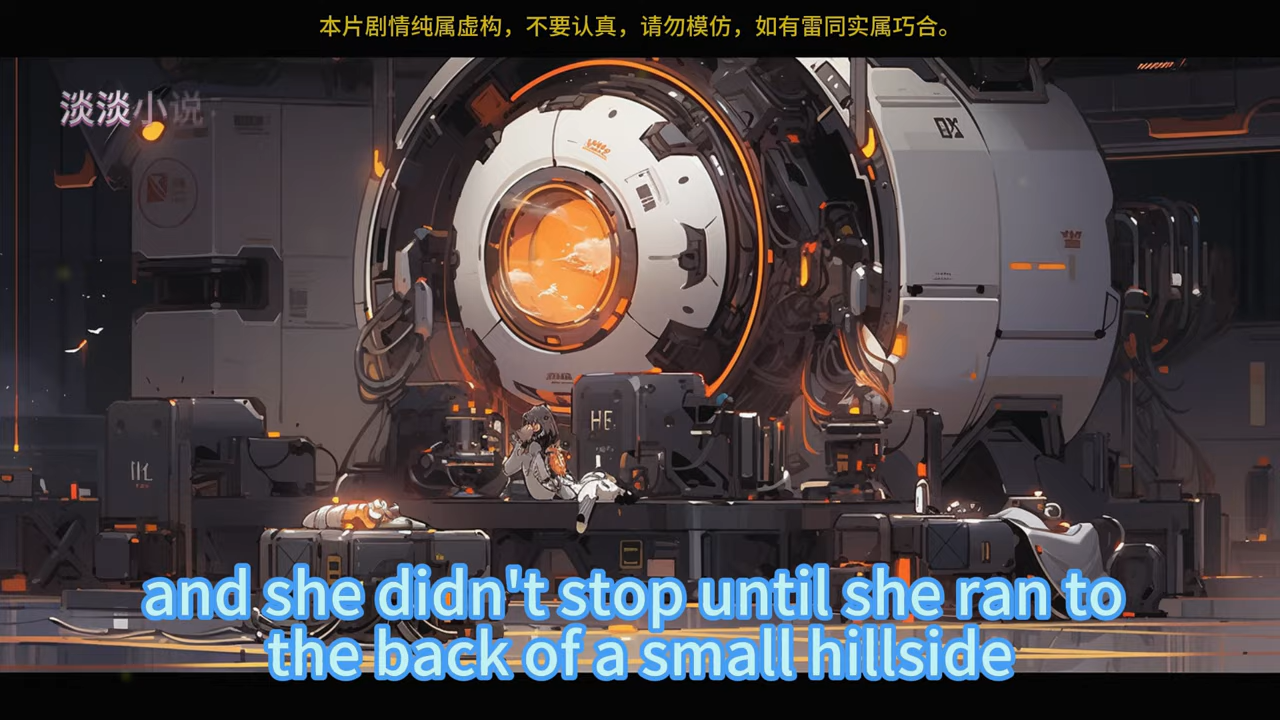 本片剧情纯属虚构，不要认真，请勿模仿，如有雷同实属巧合。
淡淡小说
HE
and she didn't stop until she ran to
the back of a small hillside